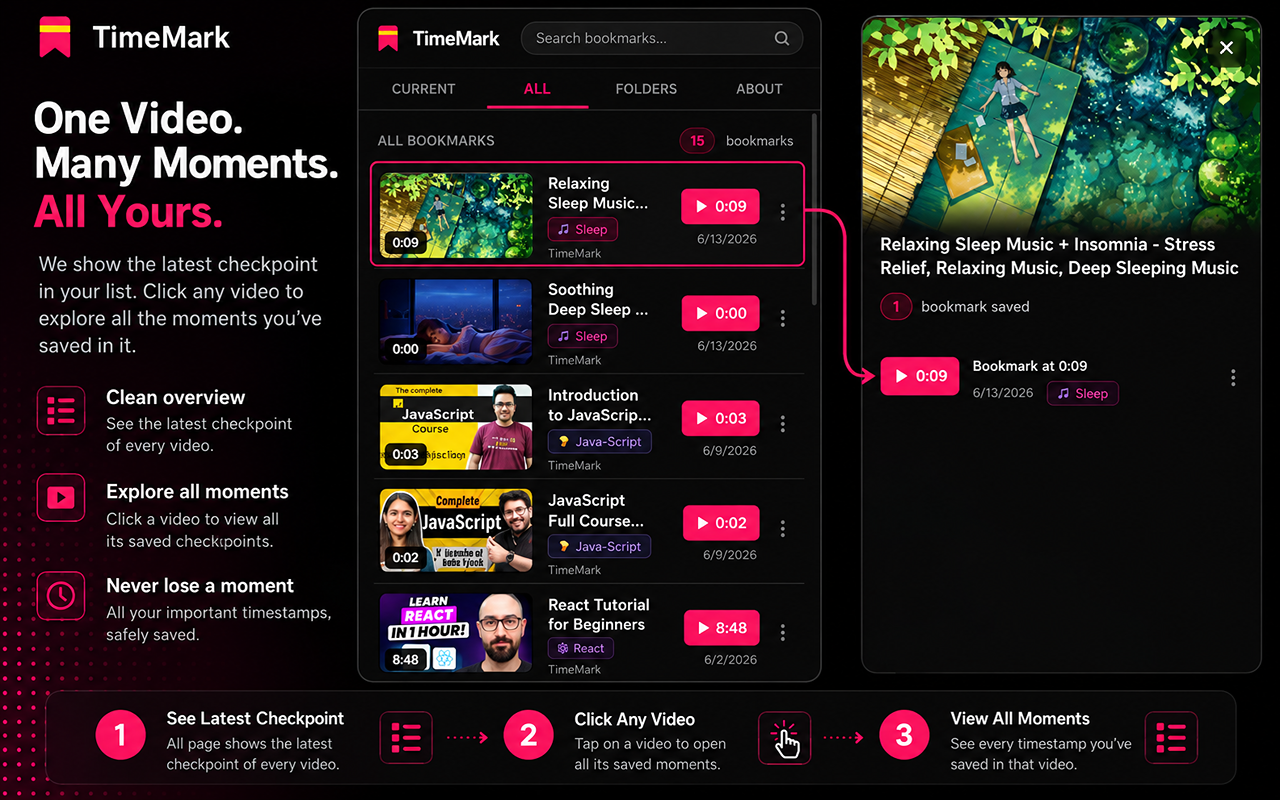 TimeMark
One Video.
Many Moments.
All Yours.
We show the latest checkpoint
in your list. Click any video to
explore all the moments you've
saved in it.
Clean overview
See the latest checkpoint
of every video.
Explore all moments
Click a video to view all
its saved checkpoints.
Never lose a moment
All your important timestamps,
safely saved.
TimeMark
Search bookmarks...
CURRENT
ALL
FOLDERS
ABOUT
ALL BOOKMARKS
15 bookmarks
0:09
Relaxing
Sleep Music...
Sleep
TimeMark
0:09
6/13/2026
0:00
Soothing
Deep Sleep ...
Sleep
TimeMark
0:00
6/13/2026
The complete
JavaScript
Course
0:03
Introduction
to JavaScrip...
Java-Script
TimeMark
0:03
6/9/2026
Complete
JavaScript
0:02
JavaScript
Full Course...
Java-Script
TimeMark
0:02
6/9/2026
LEARN
REACT
IN 1 HOUR!
8:48
React Tutorial
for Beginners
React
TimeMark
8:48
6/2/2026
Relaxing Sleep Music + Insomnia - Stress
Relief, Relaxing Music, Deep Sleeping Music
1 bookmark saved
0:09
Bookmark at 0:09
6/13/2026 Sleep
1
See Latest Checkpoint
All page shows the latest
checkpoint of every video.
2
Click Any Video
Tap on a video to open
all its saved moments.
3
View All Moments
See every timestamp you've
saved in that video.